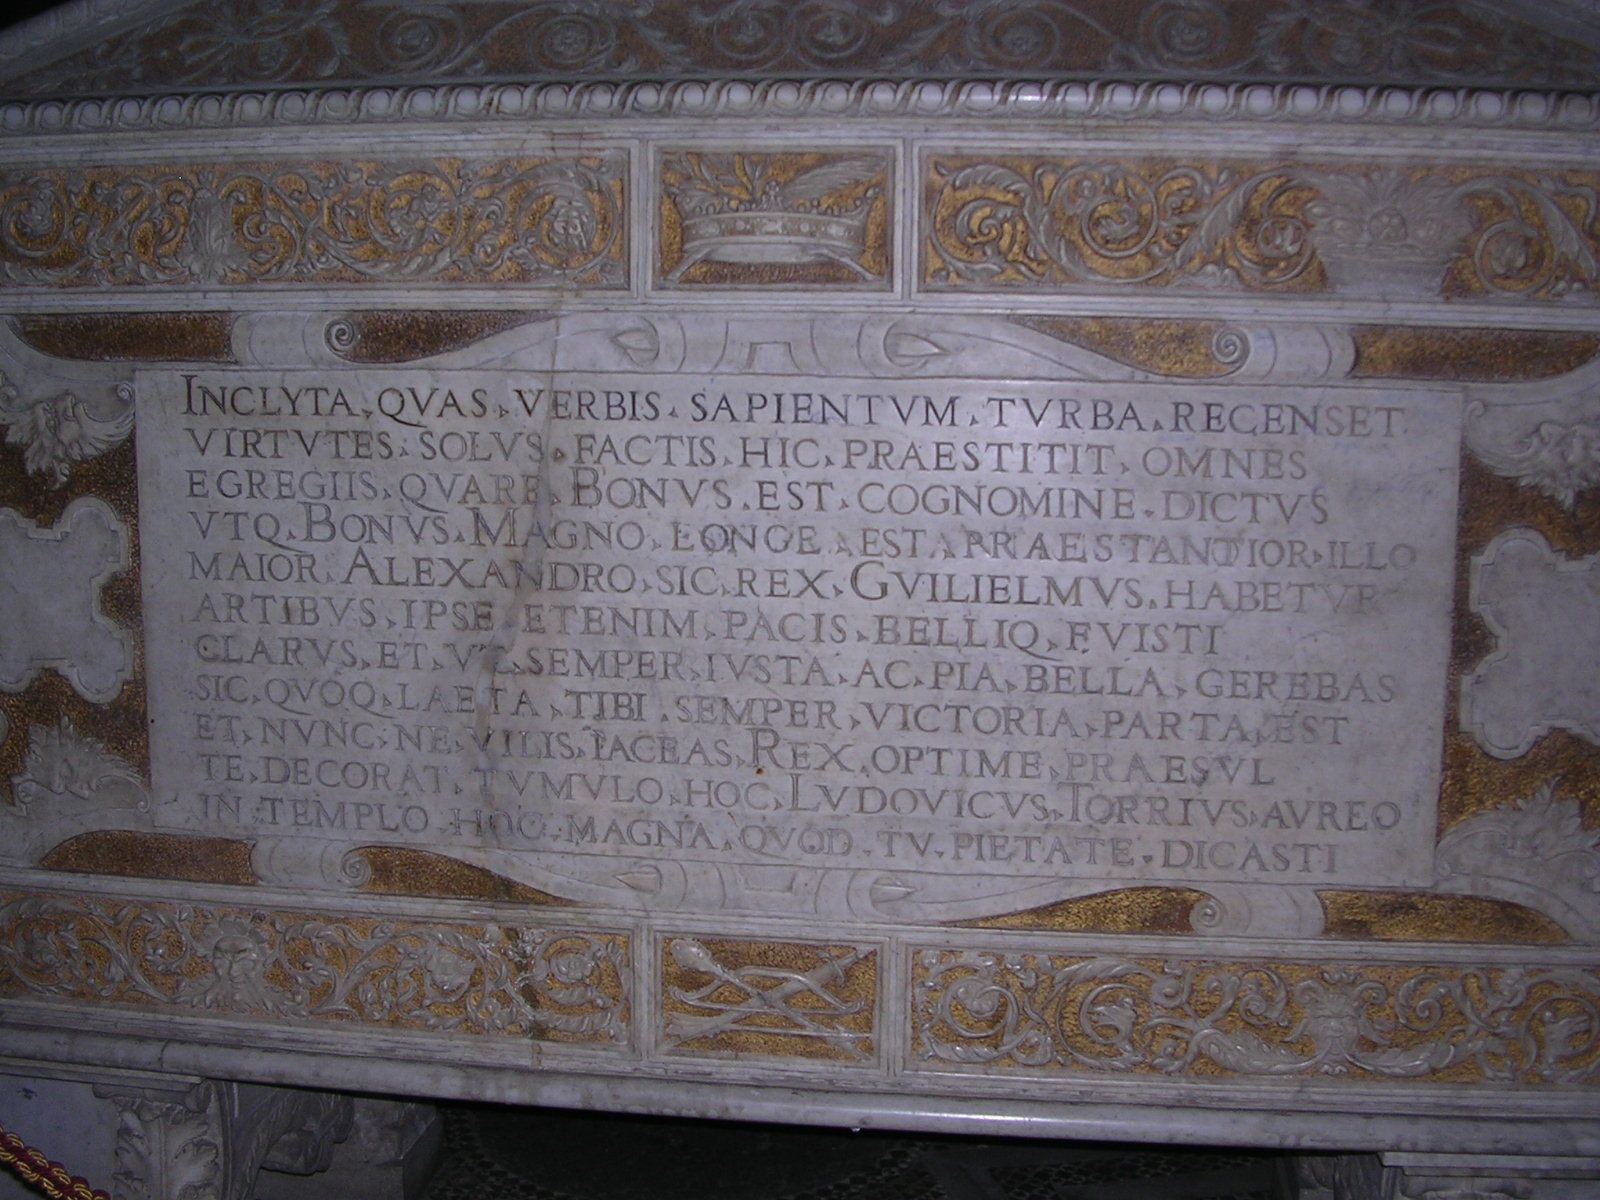 INCLYTA QVAS VERBIS SAPIENTVM TVRBA RECENSET
VIRTVTES SOLVS FACTIS HIC PRAESTITIT OMNES
EGREGIIS QVARE BONVS EST COGNOMINE DICTVS
VTQ BONVS MAGNO LONGE EST PRAESTANTIOR ILLO
MAIOR ALEXANDRO SIC REX GVILIELMVS HABETVR
ARTIBVS IPSE ETENIM PACIS BELLIQ FVISTI
CLARVS ET VT SEMPER IVSTA AC PIA BELLA GEREBAS
SIC QVOQ LAETA TIBI SEMPER VICTORIA PARTA EST
ET NVNC NE VILIS IACEAS REX OPTIME PRAESVL
TE DECORAT TVMVLO HOC LVDOVICVS TORRIVS AVREO
IN TEMPLO HOC MAGNA QVOD TV PIETATE DICASTI